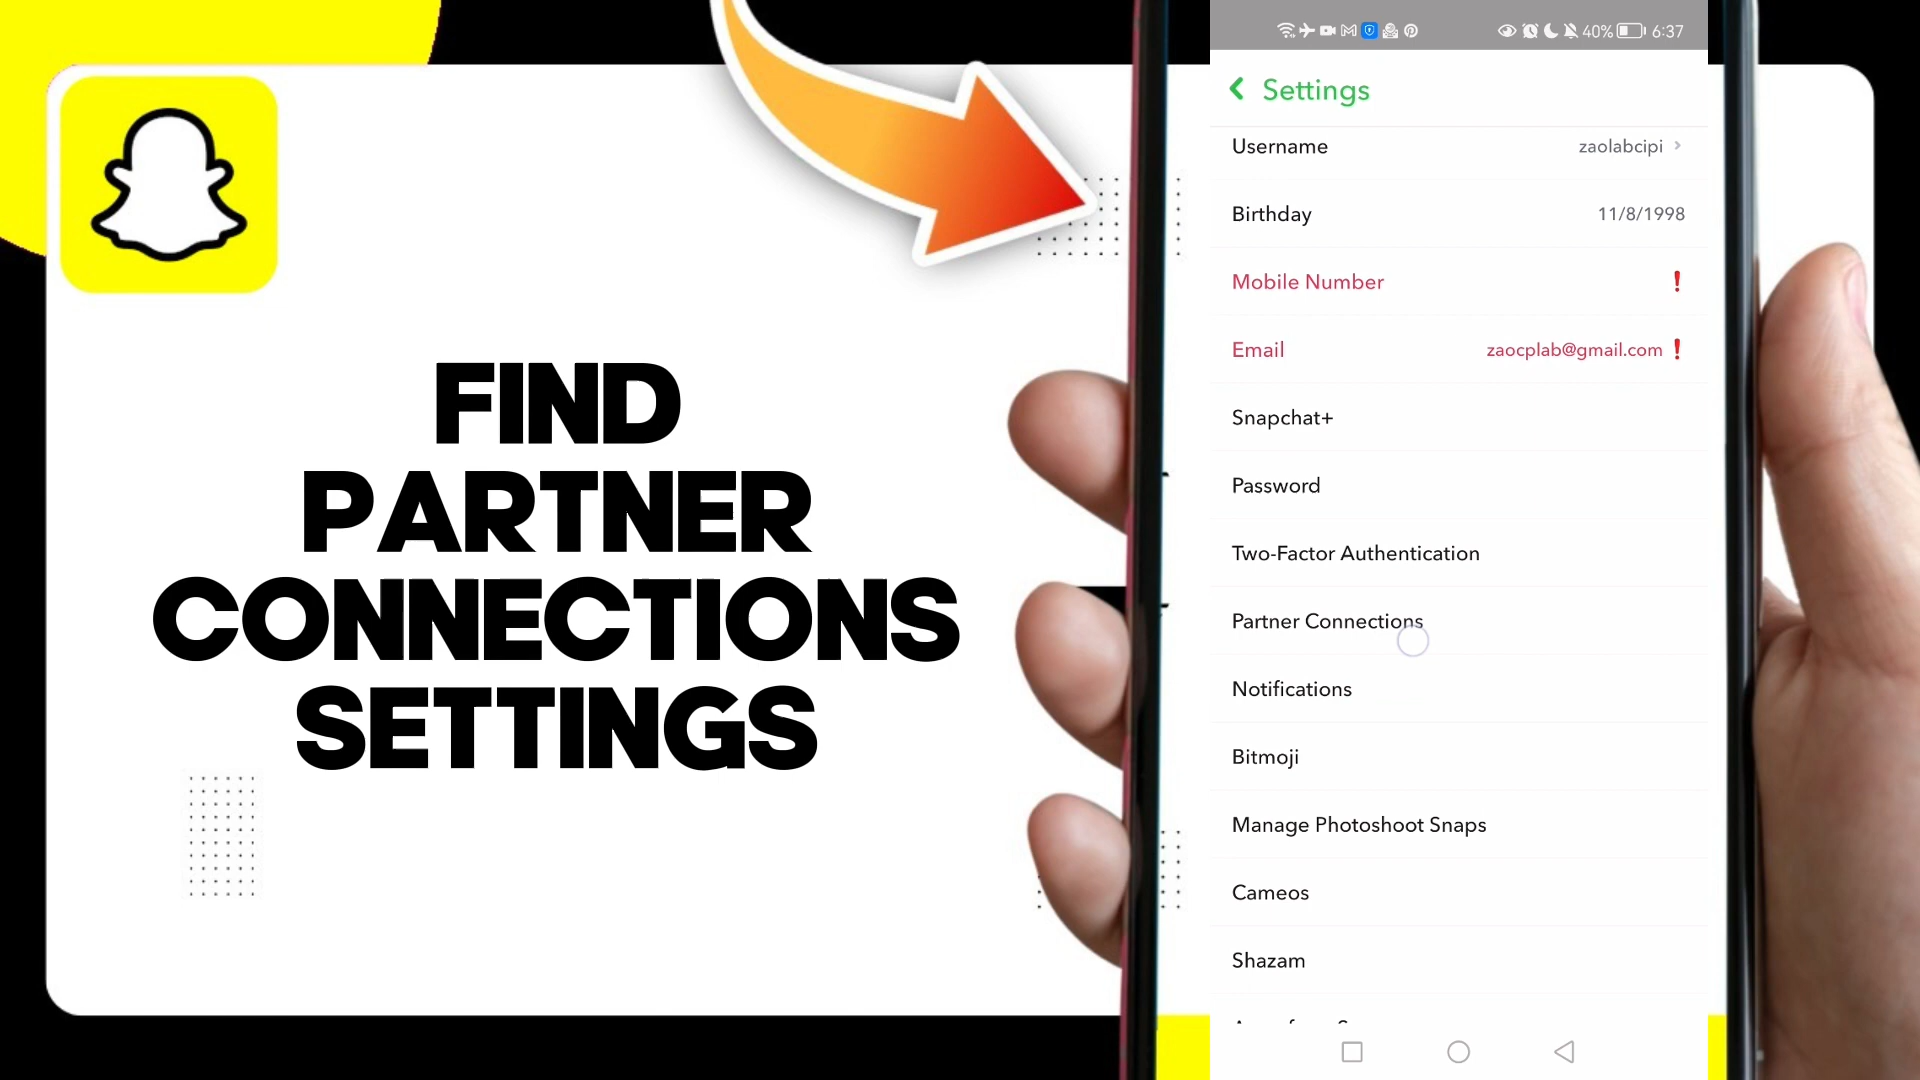 FIND
PARTNER
CONNECTIONS
SETTINGS
40% 6:37
Settings
Username zaolabcipi
Birthday 11/8/1998
Mobile Number
Email zaocplab@gmail.com
Snapchat+
Password
Two-Factor Authentication
Partner Connections
Notifications
Bitmoji
Manage Photoshoot Snaps
Cameos
Shazam